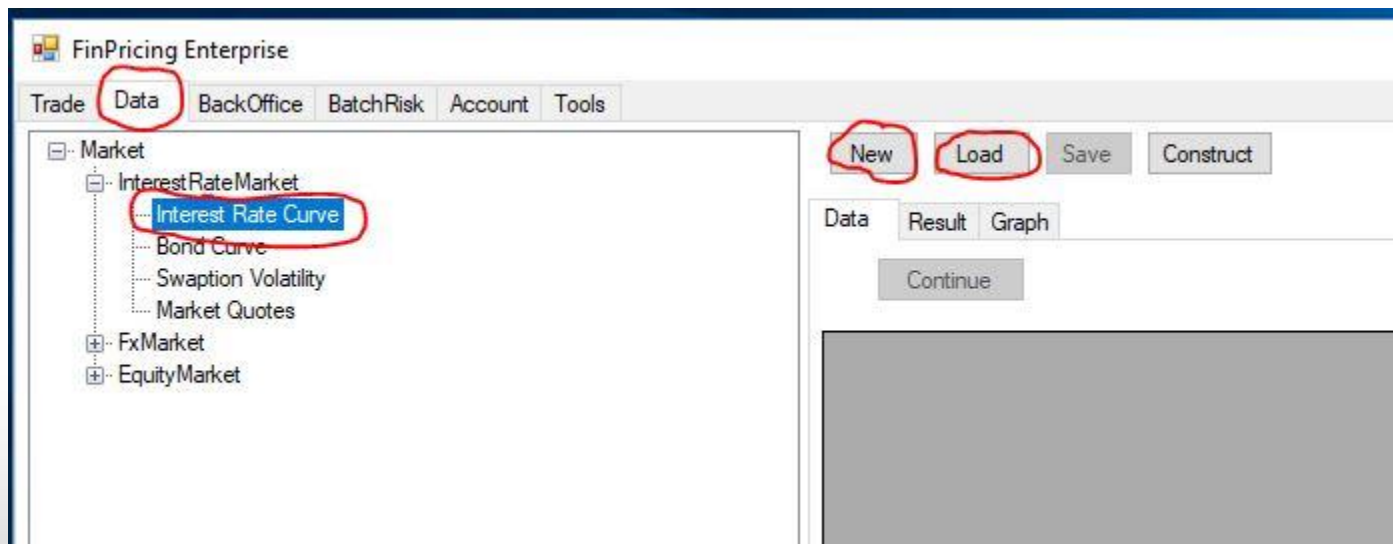 FinPricing Enterprise
Trade Data BackOffice BatchRisk Account Tools
Market
InterestRateMarket
Interest Rate Curve
Bond Curve
Swaption Volatility
Market Quotes
FxMarket
EquityMarket
New Load Save Construct
Data Result Graph
Continue